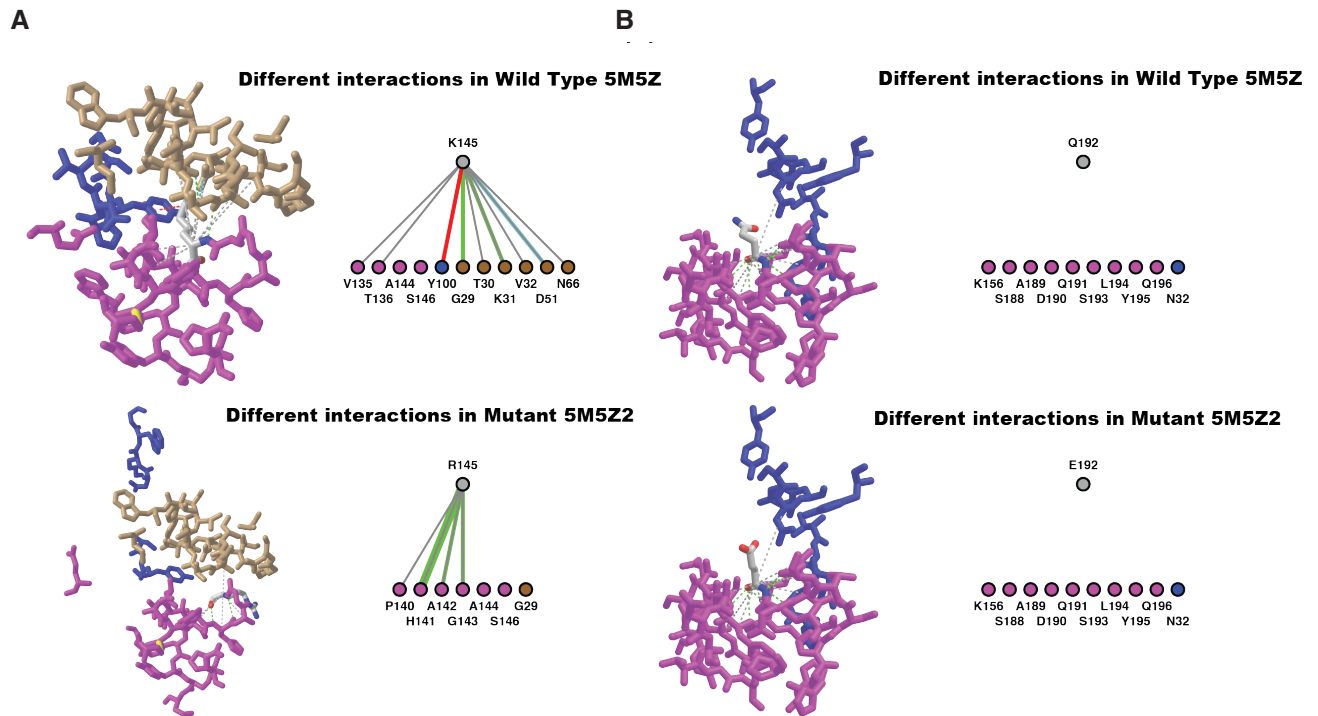 A
B
Different interactions in Wild Type 5M5Z
K145
V135 A144 Y100 T30 V32 N66
T136 S146 G29 K31 D51
Different interactions in Wild Type 5M5Z
Q192
K156 A189 Q191 L194 Q196
S188 D190 S193 Y195 N32
Different interactions in Mutant 5M5Z2
R145
P140 A142 A144 G29
H141 G143 S146
Different interactions in Mutant 5M5Z2
E192
K156 A189 Q191 L194 Q196
S188 D190 S193 Y195 N32